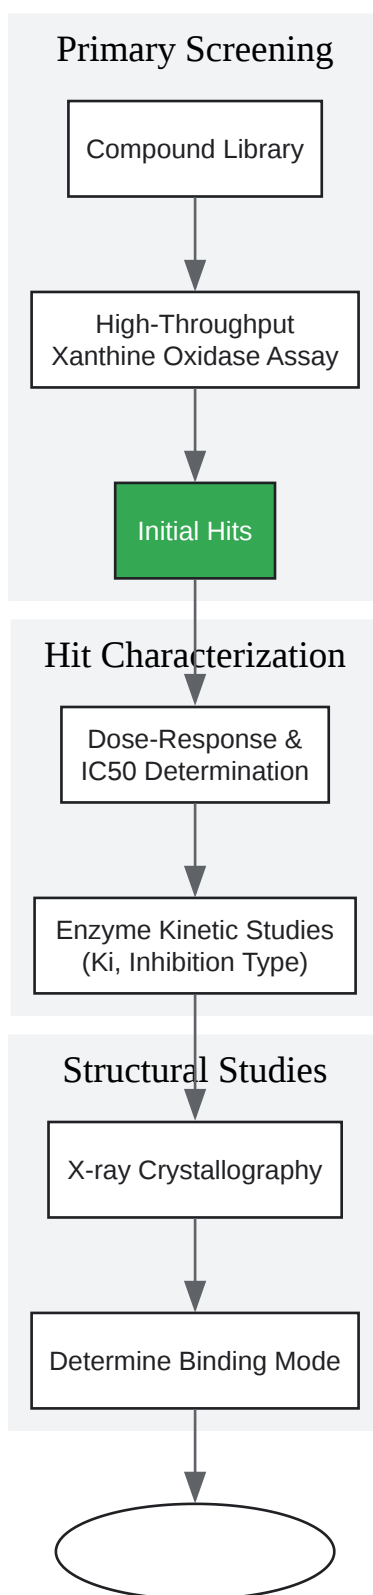 Primary Screening
Compound Library
High-Throughput
Xanthine Oxidase Assay
Initial Hits
Hit Characterization
Dose-Response &
IC50 Determination
Enzyme Kinetic Studies
(Ki, Inhibition Type)
Structural Studies
X-ray Crystallography
Determine Binding Mode